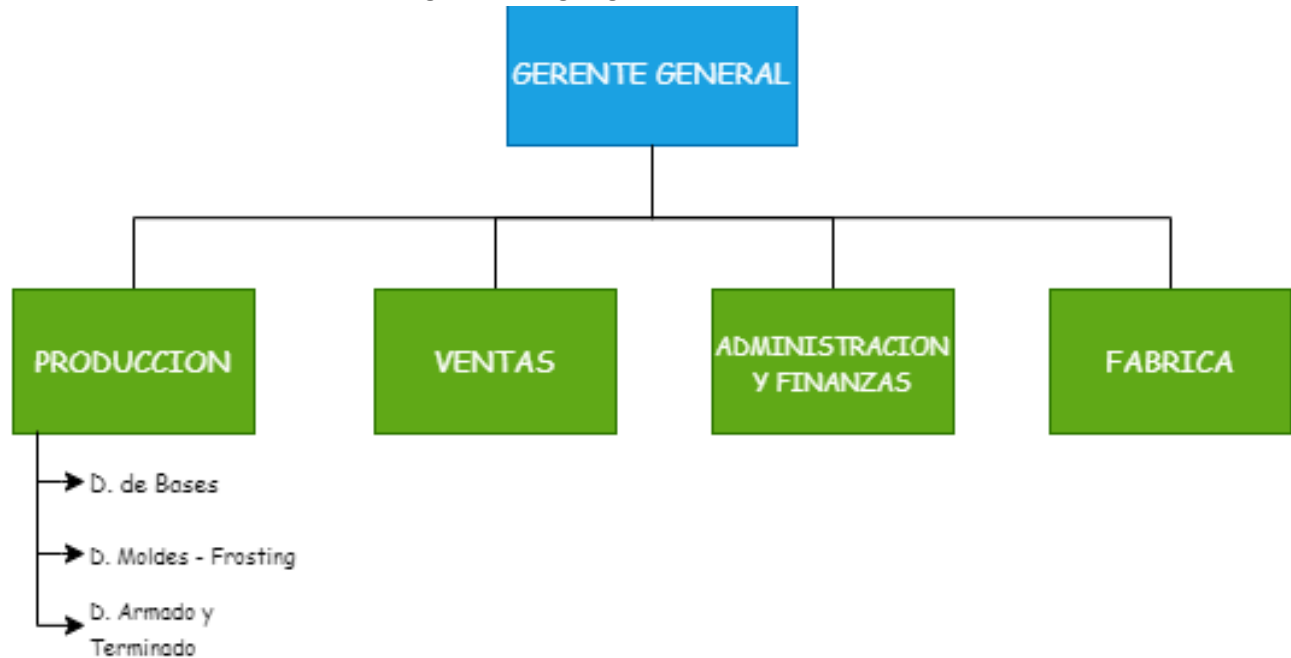 GERENTE GENERAL
PRODUCCION
VENTAS
ADMINISTRACION
Y FINANZAS
FABRICA
D. de Bases
D. Moldes - Frosting
D. Armado y
Terminado